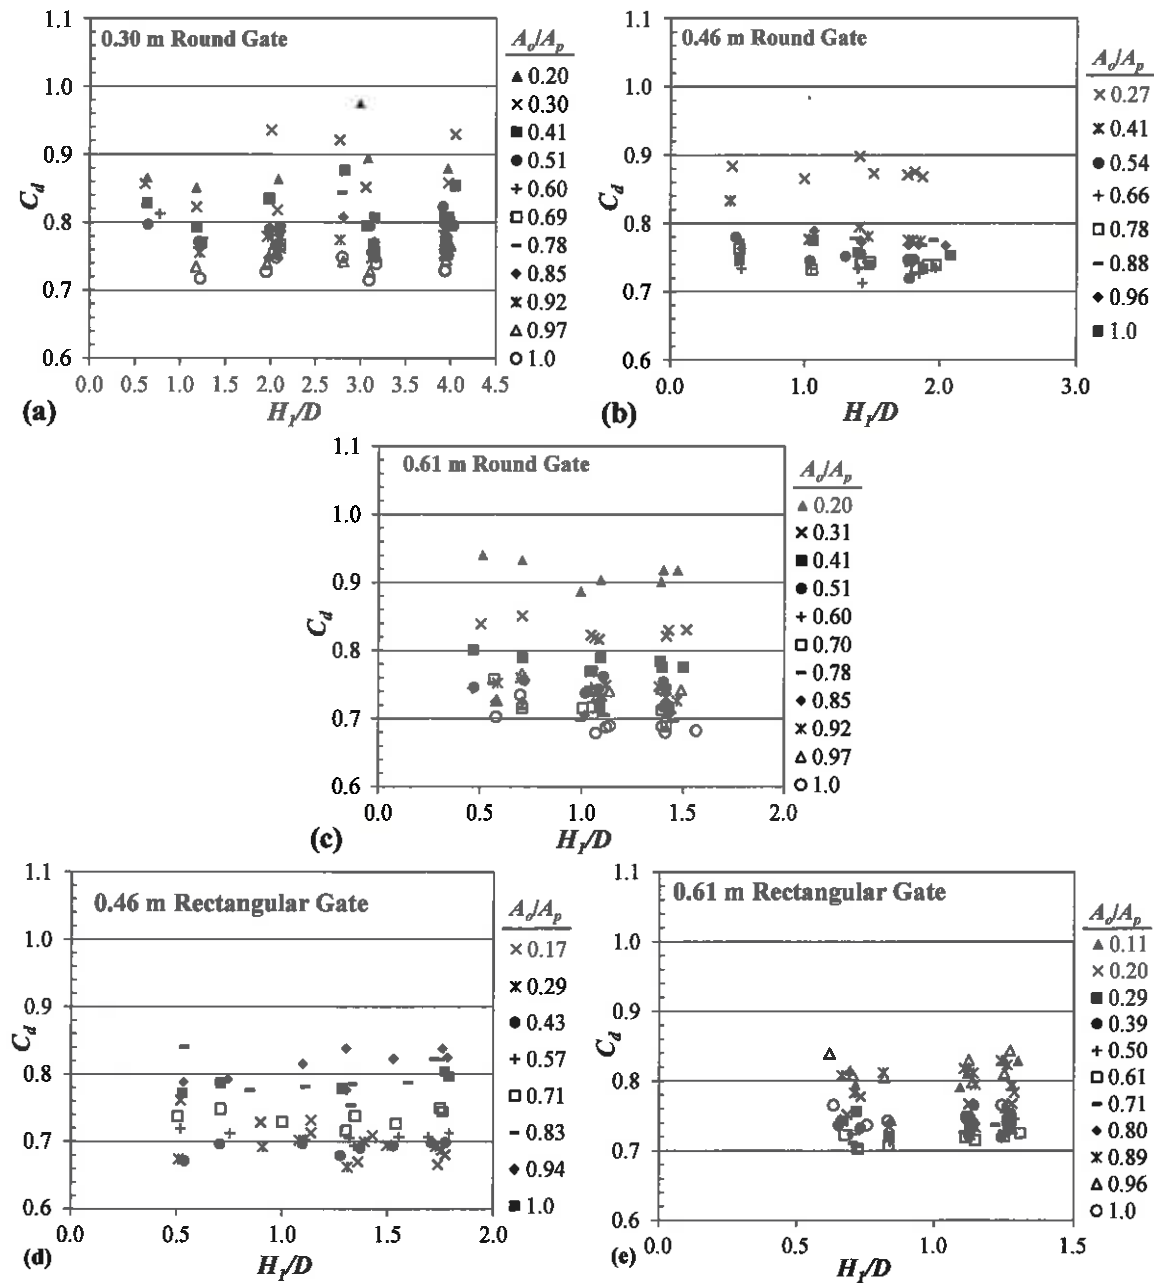 0.30 m Round Gate
A_o/A_p
0.20
0.30
0.41
0.51
0.60
0.69
0.78
0.85
0.92
0.97
1.0
C_d
1.1
1.0
0.9
0.8
0.7
0.6
0.0 0.5 1.0 1.5 2.0 2.5 3.0 3.5 4.0 4.5
H_1/D
(a)
0.46 m Round Gate
A_o/A_p
0.27
0.41
0.54
0.66
0.78
0.88
0.96
1.0
C_d
1.1
1.0
0.9
0.8
0.7
0.6
0.0 1.0 2.0 3.0
H_1/D
(b)
0.61 m Round Gate
A_o/A_p
0.20
0.31
0.41
0.51
0.60
0.70
0.78
0.85
0.92
0.97
1.0
C_d
1.1
1.0
0.9
0.8
0.7
0.6
0.0 0.5 1.0 1.5 2.0
H_1/D
(c)
0.46 m Rectangular Gate
A_o/A_p
0.17
0.29
0.43
0.57
0.71
0.83
0.94
1.0
C_d
1.1
1.0
0.9
0.8
0.7
0.6
0.0 0.5 1.0 1.5 2.0
H_1/D
(d)
0.61 m Rectangular Gate
A_o/A_p
0.11
0.20
0.29
0.39
0.50
0.61
0.71
0.80
0.89
0.96
1.0
C_d
1.1
1.0
0.9
0.8
0.7
0.6
0.0 0.5 1.0 1.5
H_1/D
(e)